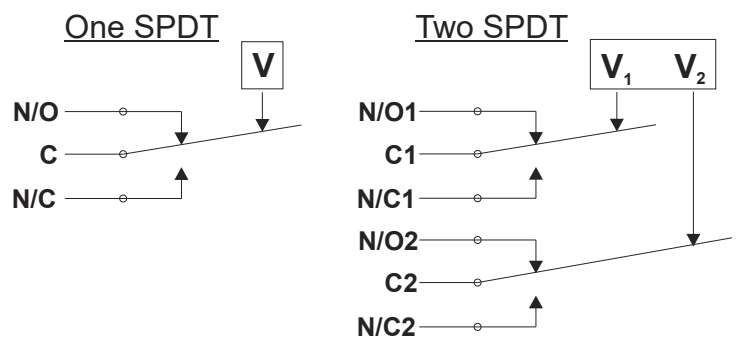 One SPDT
V
N/O
C
N/C
Two SPDT
V₁ V₂
N/O1
C1
N/C1
N/O2
C2
N/C2